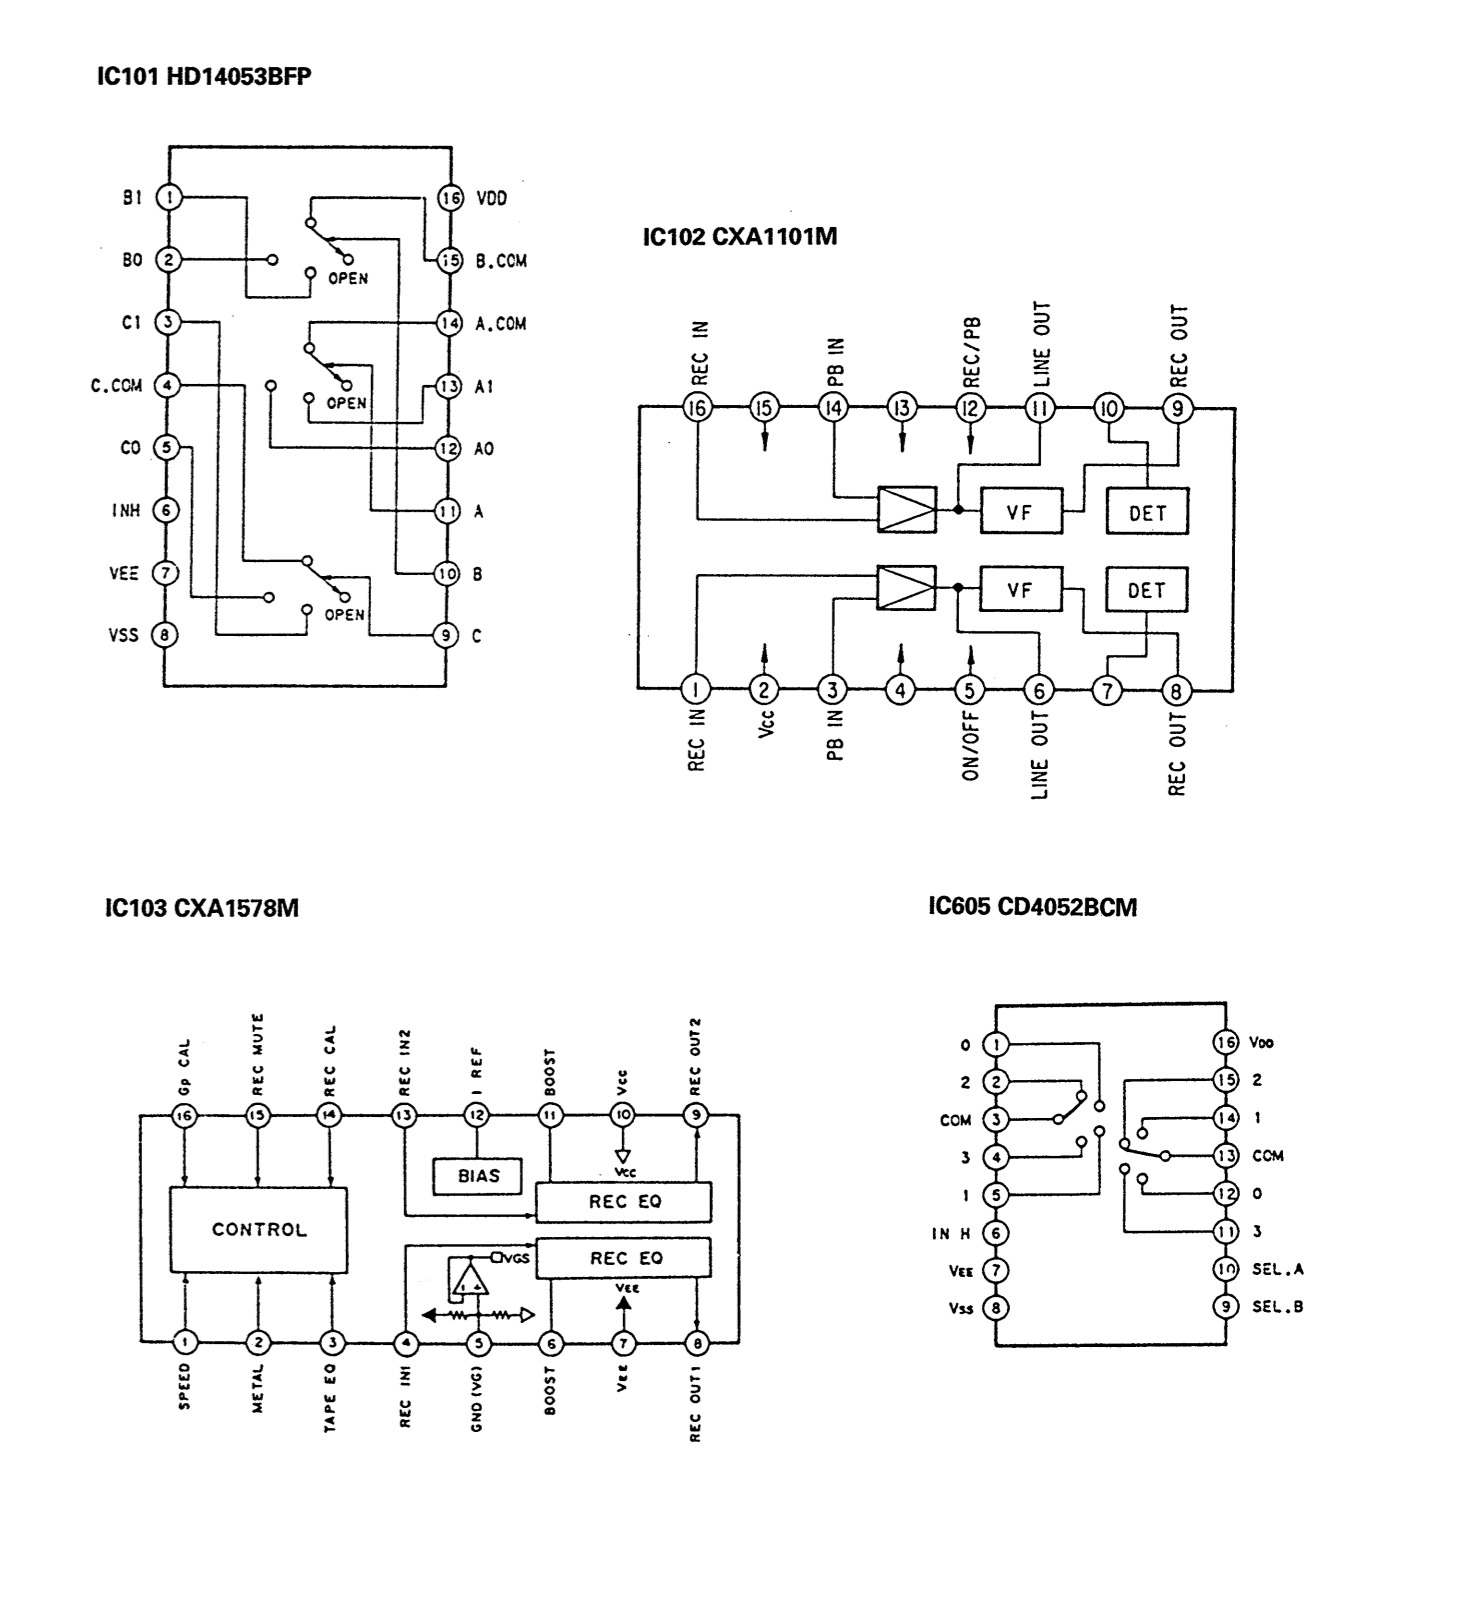 IC101 HD14053BFP
B1 1
B0 2
C1 3
C.COM 4
C0 5
INH 6
VEE 7
VSS 8
16 VDD
15 B.COM
14 A.COM
13 A1
12 A0
11 A
10 B
9 C
OPEN
OPEN
OPEN
IC102 CXA1101M
REC IN
PB IN
REC/PB
LINE OUT
REC OUT
16 15 14 13 12 11 10 9
VF DET
VF DET
1 2 3 4 5 6 7 8
REC IN
Vcc
PB IN
ON/OFF
LINE OUT
REC OUT
IC103 CXA1578M
Gp CAL
REC MUTE
REC CAL
REC IN2
I REF
BOOST
Vcc
REC OUT2
16 15 14 13 12 11 10 9
BIAS
Vcc
REC EQ
CONTROL
REC EQ
VGS
- +
VEE
1 2 3 4 5 6 7 8
SPEED
METAL
TAPE EQ
REC IN1
GND (VG)
BOOST
VEE
REC OUT1
IC605 CD4052BCM
0 1
2 2
COM 3
3 4
1 5
IN H 6
VEE 7
VSS 8
16 VDD
15 2
14 1
13 COM
12 0
11 3
10 SEL.A
9 SEL.B